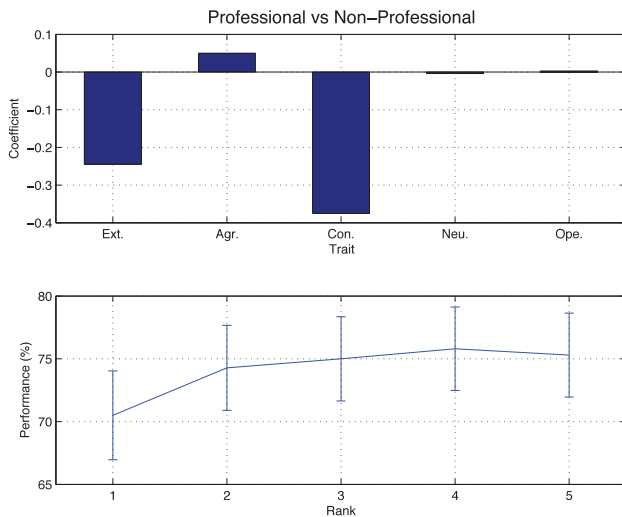 Professional vs Non−Professional
0.1
0
−0.1
−0.2
−0.3
−0.4
Coefficient
Ext.
Agr.
Con.
Neu.
Ope.
Trait
80
75
70
65
Performance (%)
1
2
3
4
5
Rank